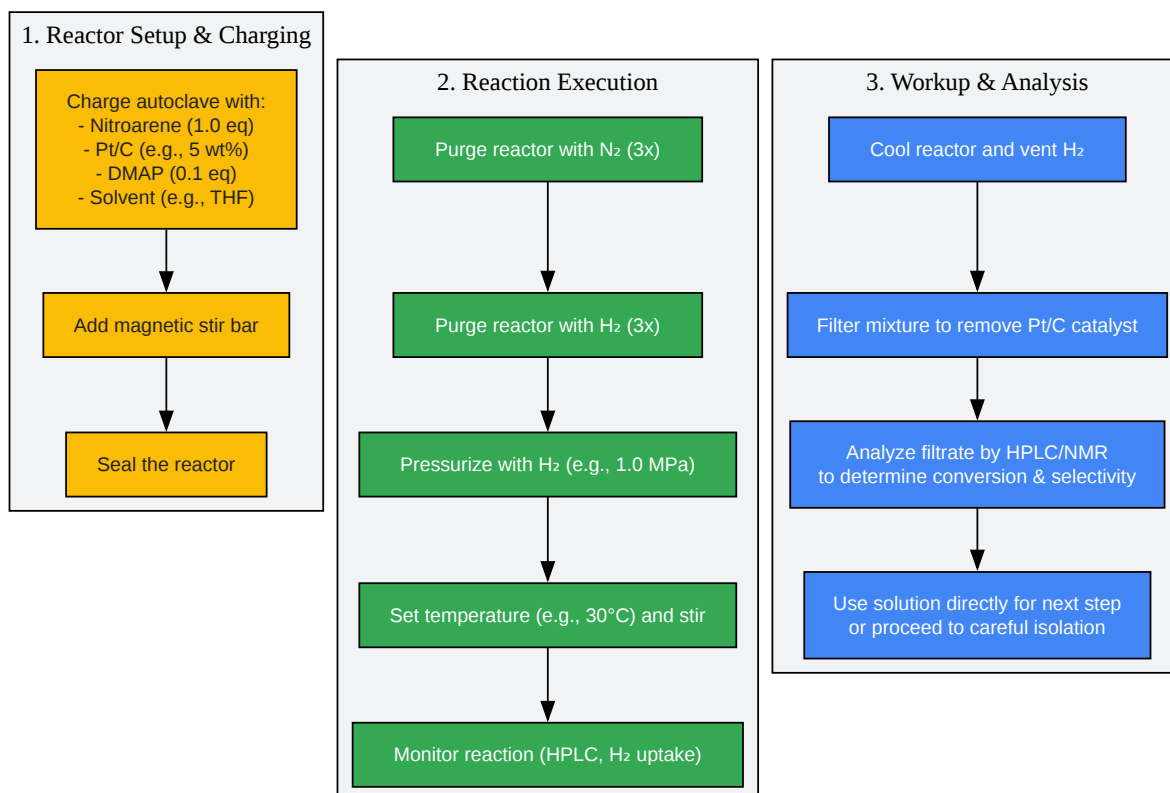 1. Reactor Setup & Charging
Charge autoclave with:
- Nitroarene (1.0 eq)
- Pt/C (e.g., 5 wt%)
- DMAP (0.1 eq)
- Solvent (e.g., THF)
Add magnetic stir bar
Seal the reactor
2. Reaction Execution
Purge reactor with N₂ (3x)
Purge reactor with H₂ (3x)
Pressurize with H₂ (e.g., 1.0 MPa)
Set temperature (e.g., 30°C) and stir
Monitor reaction (HPLC, H₂ uptake)
3. Workup & Analysis
Cool reactor and vent H₂
Filter mixture to remove Pt/C catalyst
Analyze filtrate by HPLC/NMR
to determine conversion & selectivity
Use solution directly for next step
or proceed to careful isolation